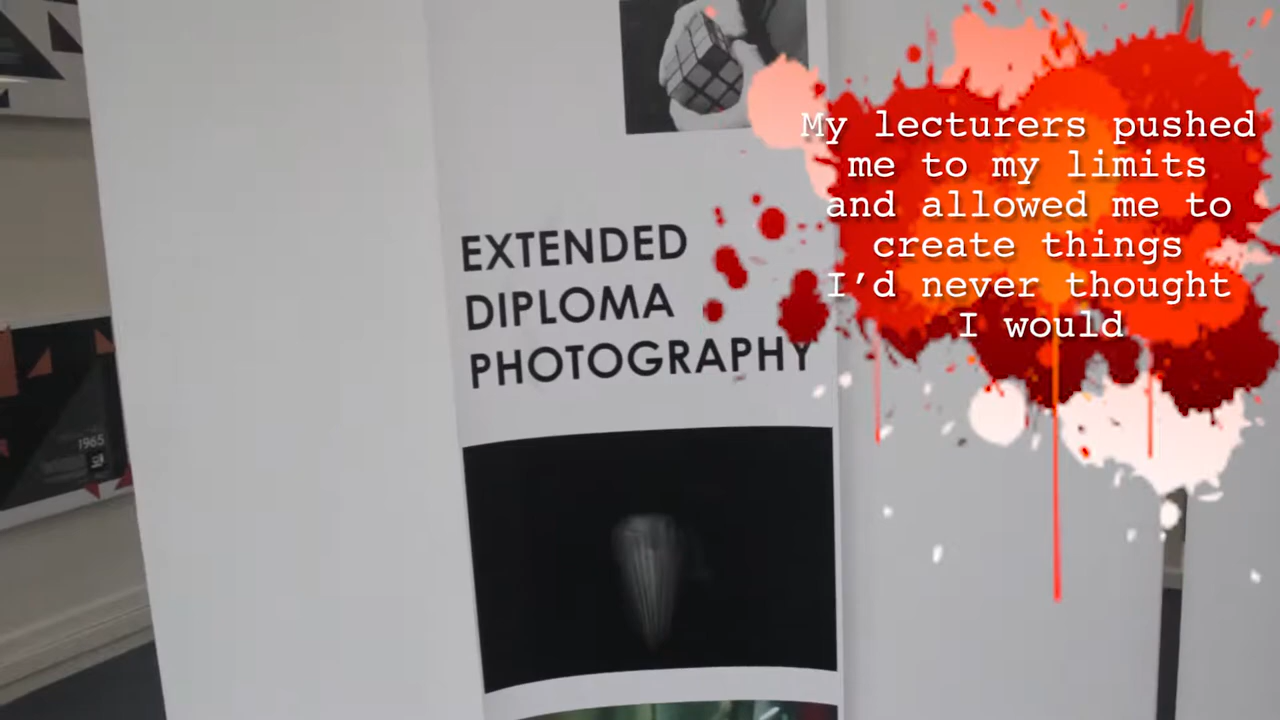 1965
EXTENDED
DIPLOMA
PHOTOGRAPHY
My lecturers pushed
me to my limits
and allowed me to
create things
I’d never thought
I would